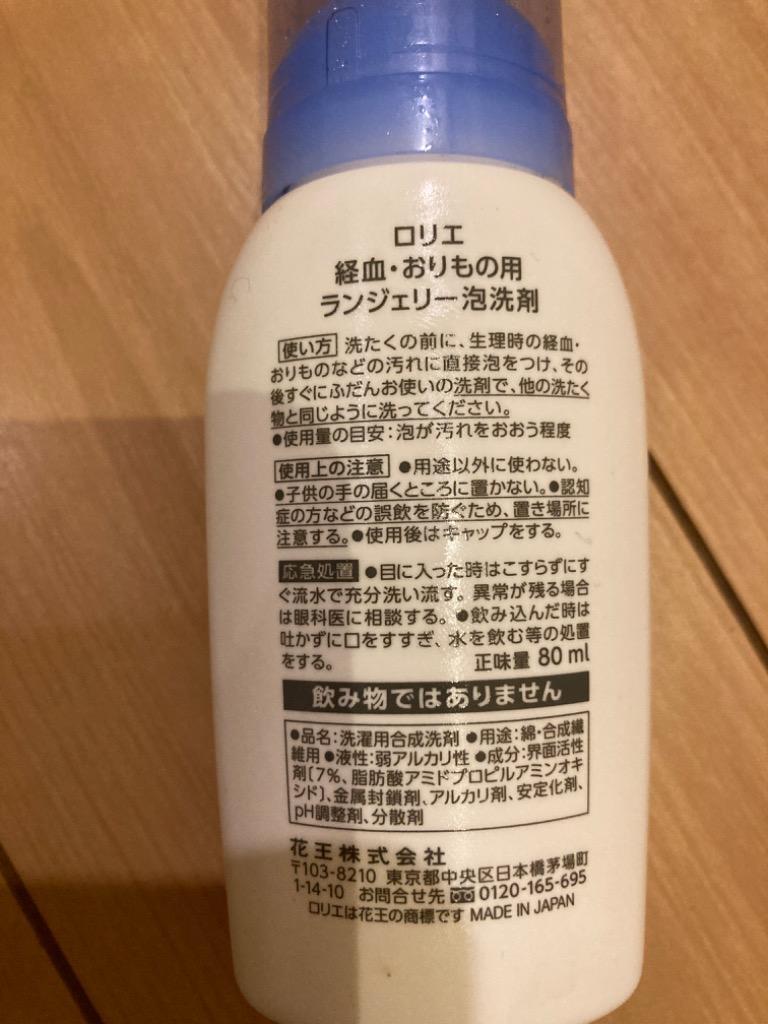 ロリエ
経血・おりもの用
ランジェリー泡洗剤
使い方 洗たくの前に、生理時の経血・
おりものなどの汚れに直接泡をつけ、その
後すぐにふだんお使いの洗剤で、他の洗たく
物と同じように洗ってください。
●使用量の目安：泡が汚れをおおう程度
使用上の注意 ●用途以外に使わない。
●子供の手の届くところに置かない。●認知
症の方などの誤飲を防ぐため、置き場所に
注意する。●使用後はキャップをする。
応急処置 ●目に入った時はこすらずにす
ぐ流水で充分洗い流す。異常が残る場合
は眼科医に相談する。●飲み込んだ時は
吐かずに口をすすぎ、水を飲む等の処置
をする。 正味量 80 ml
飲み物ではありません
●品名：洗濯用合成洗剤 ●用途：綿・合成繊
維用 ●液性：弱アルカリ性 ●成分：界面活性
剤〔7%、脂肪酸アミドプロピルアミンオキ
シド〕、金属封鎖剤、アルカリ剤、安定化剤、
pH調整剤、分散剤
花王株式会社
〒103-8210 東京都中央区日本橋茅場町
1-14-10 お問合せ先 0120-165-695
ロリエは花王の商標です MADE IN JAPAN